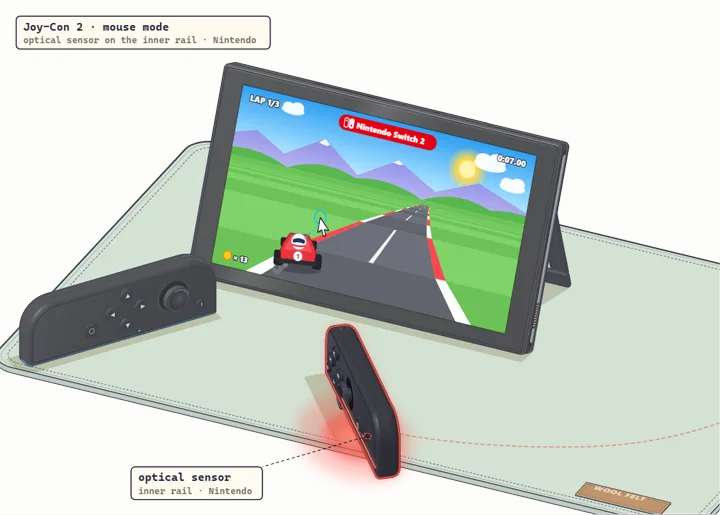 Joy-Con 2 · mouse mode
optical sensor on the inner rail · Nintendo
LAP 1/3
Nintendo Switch 2
0:07.00
1
× 13
optical sensor
inner rail · Nintendo
WOOL FELT